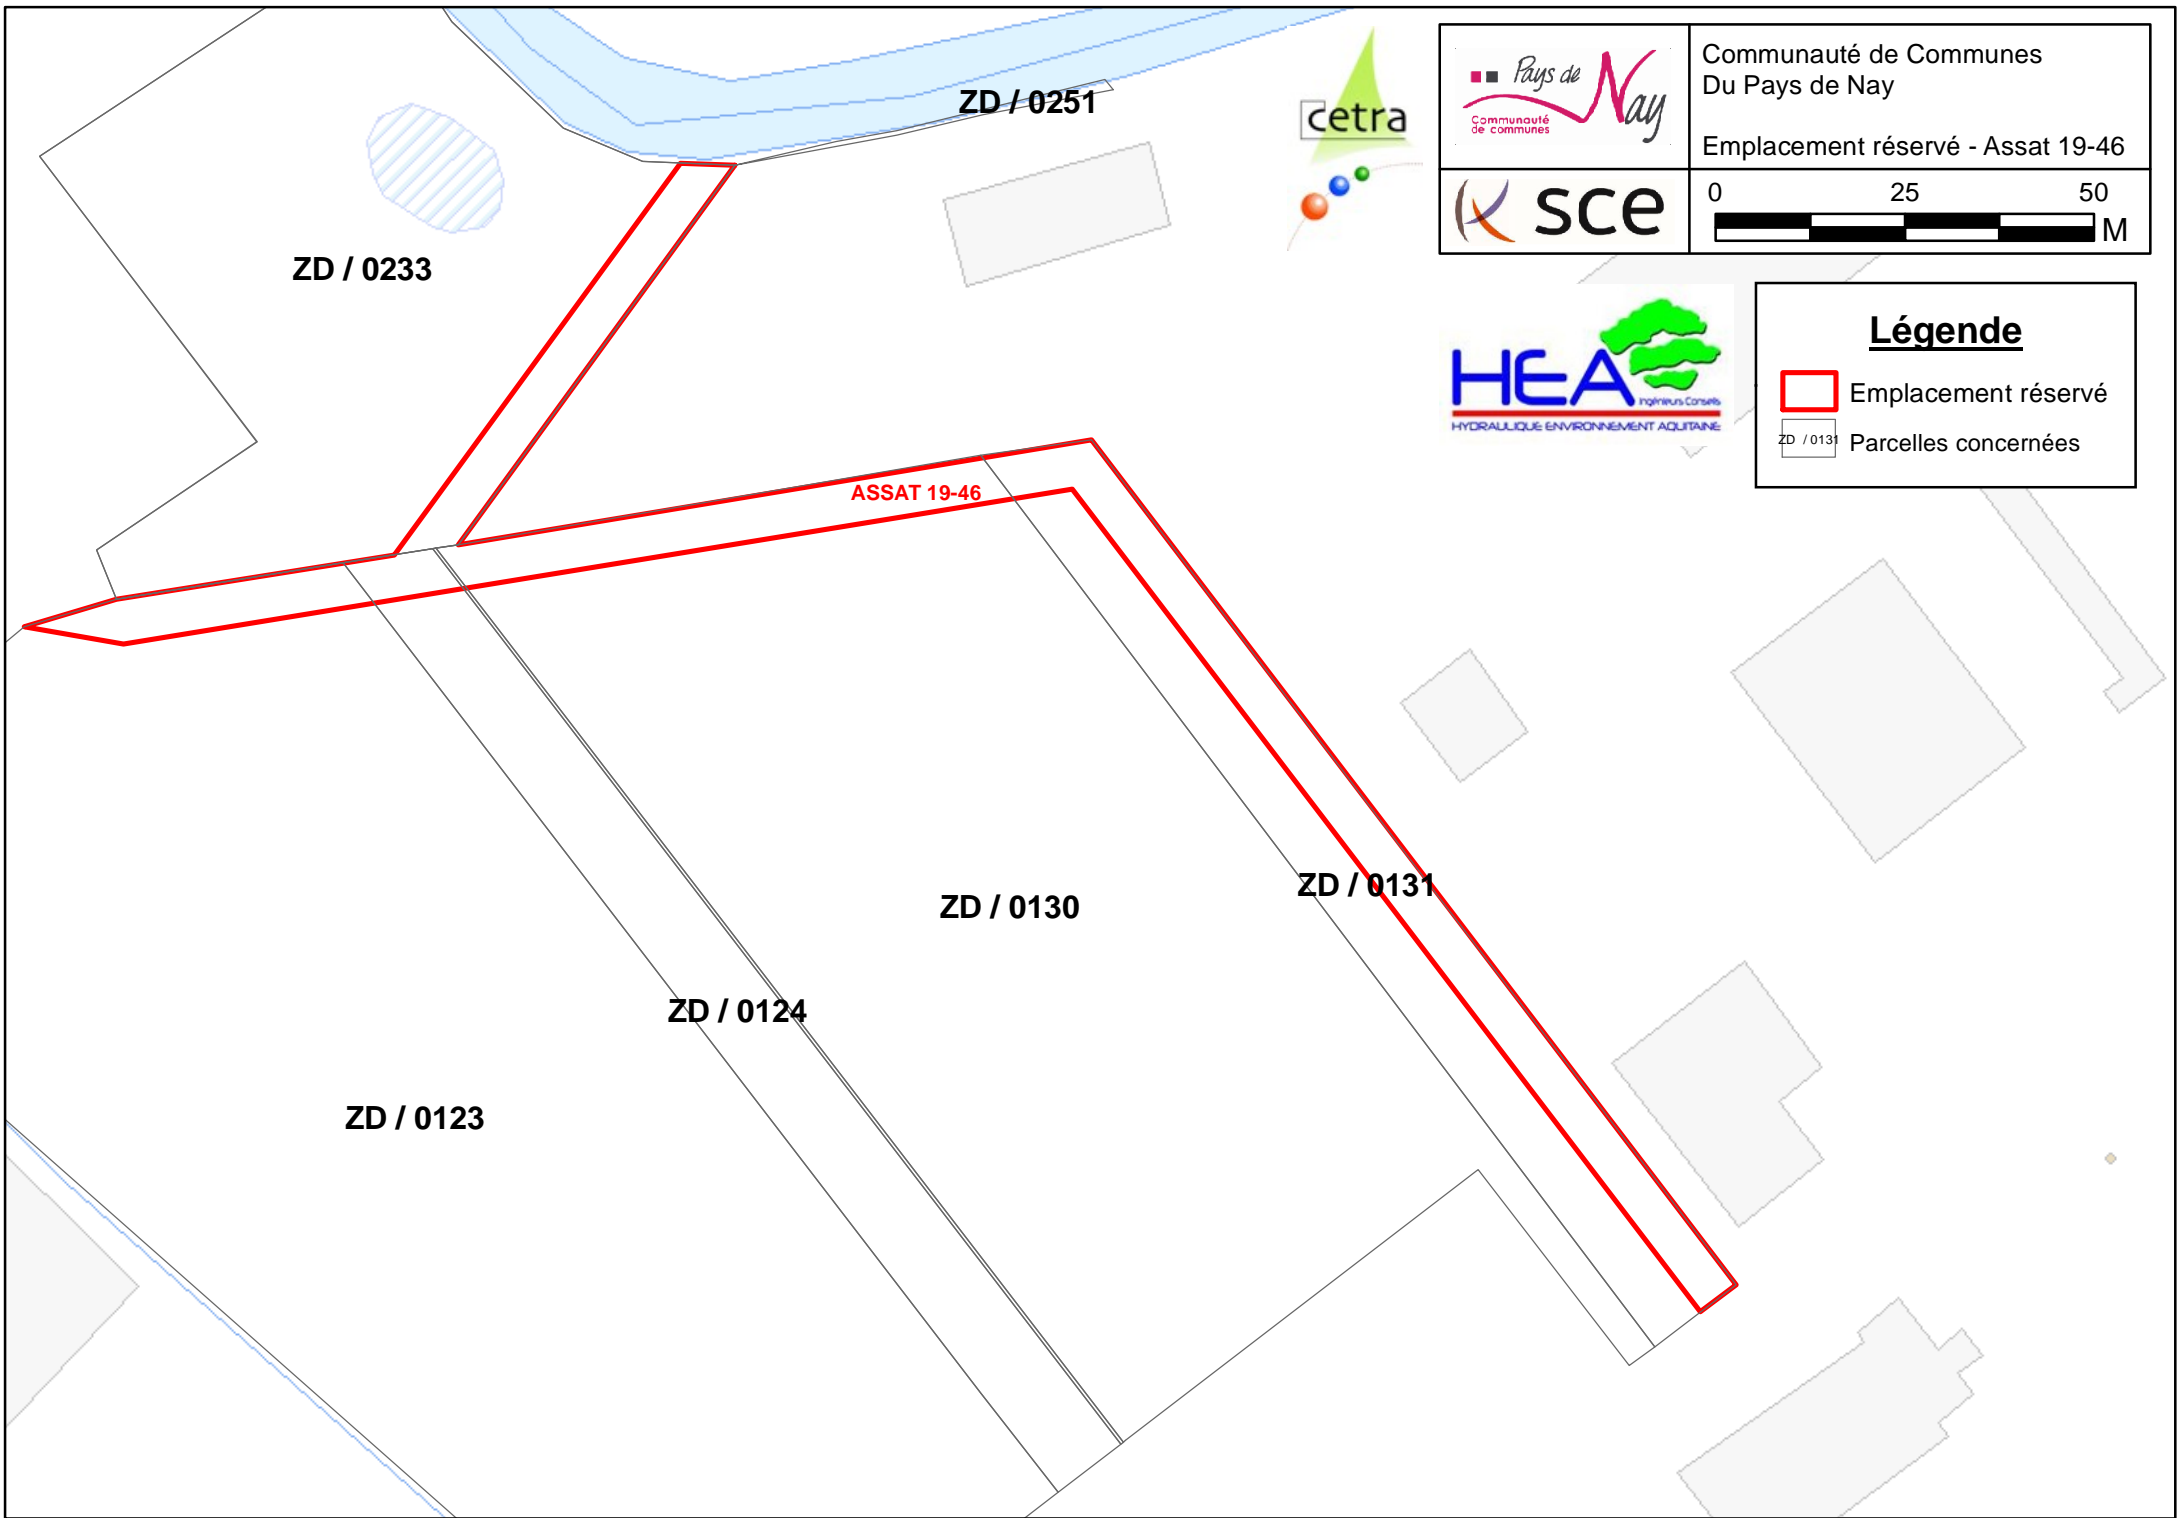 ZD / 0251
cetra
Pays de Nay
Communauté
de communes
Communauté de Communes
Du Pays de Nay
Emplacement réservé - Assat 19-46
sce
0 25 50
M
ZD / 0233
HEA
Ingénieurs Conseils
HYDRAULIQUE ENVIRONNEMENT AQUITAINE
Légende
Emplacement réservé
ZD / 0131
Parcelles concernées
ASSAT 19-46
ZD / 0131
ZD / 0130
ZD / 0124
ZD / 0123